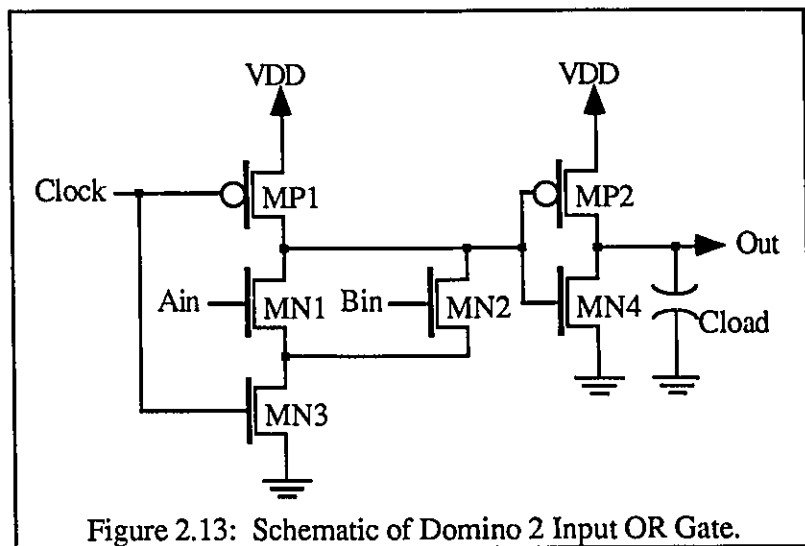 VDD
VDD
Clock
MP1
MP2
Out
Ain
MN1
Bin
MN2
MN4
Cload
MN3
Figure 2.13: Schematic of Domino 2 Input OR Gate.